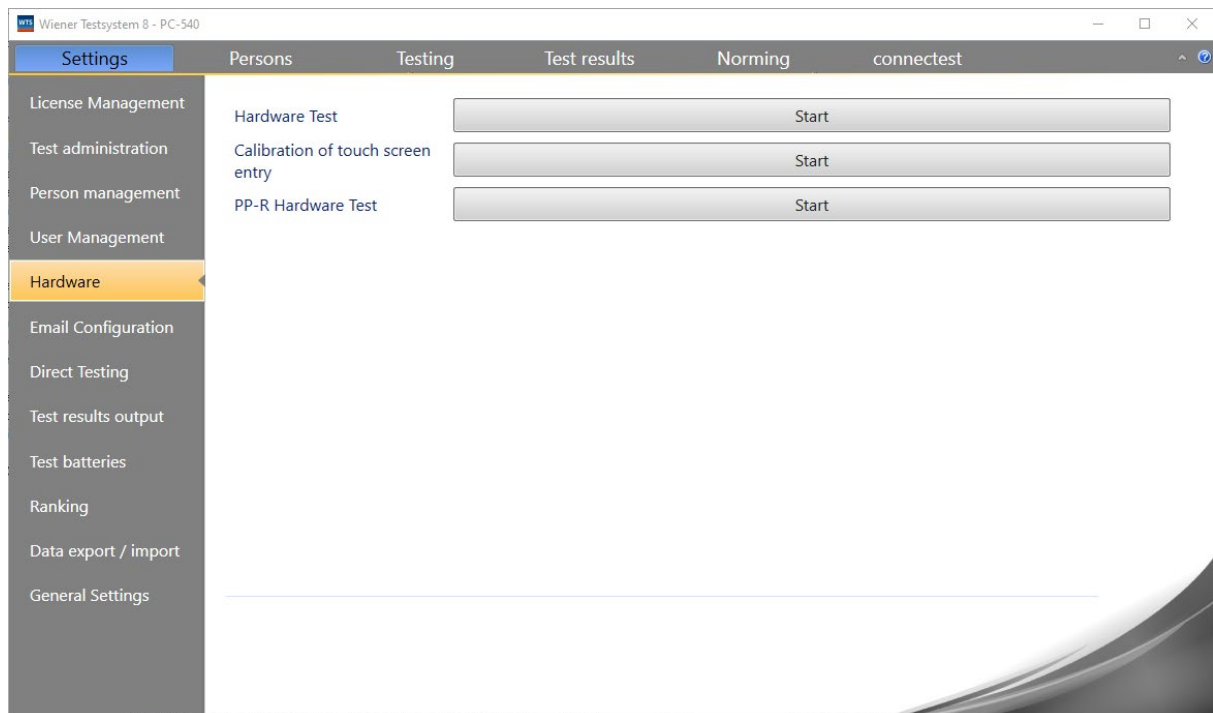 WTS Wiener Testsystem 8 - PC-540
Settings Persons Testing Test results Norming connectest
License Management
Test administration
Person management
User Management
Hardware
Email Configuration
Direct Testing
Test results output
Test batteries
Ranking
Data export / import
General Settings
Hardware Test Start
Calibration of touch screen
entry Start
PP-R Hardware Test Start